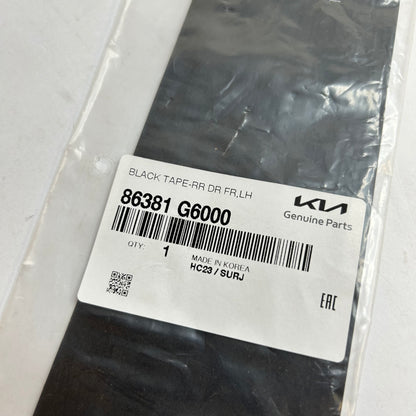 BLACK TAPE-RR DR FR,LH
86381 G6000
KIA
Genuine Parts
QTY: 1
MADE IN KOREA
HC23 / SURJ
EAC